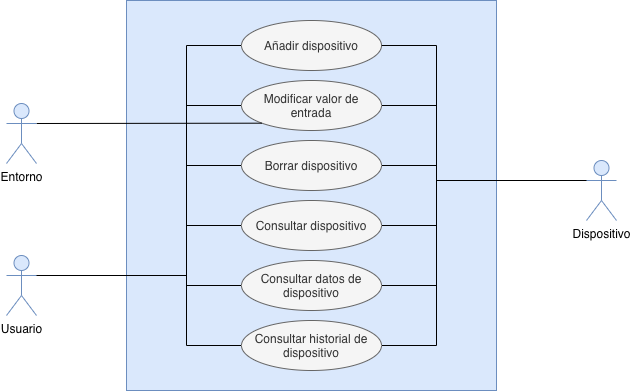 Añadir dispositivo
Modificar valor de
entrada
Entorno
Borrar dispositivo
Consultar dispositivo
Dispositivo
Consultar datos de
dispositivo
Usuario
Consultar historial de
dispositivo